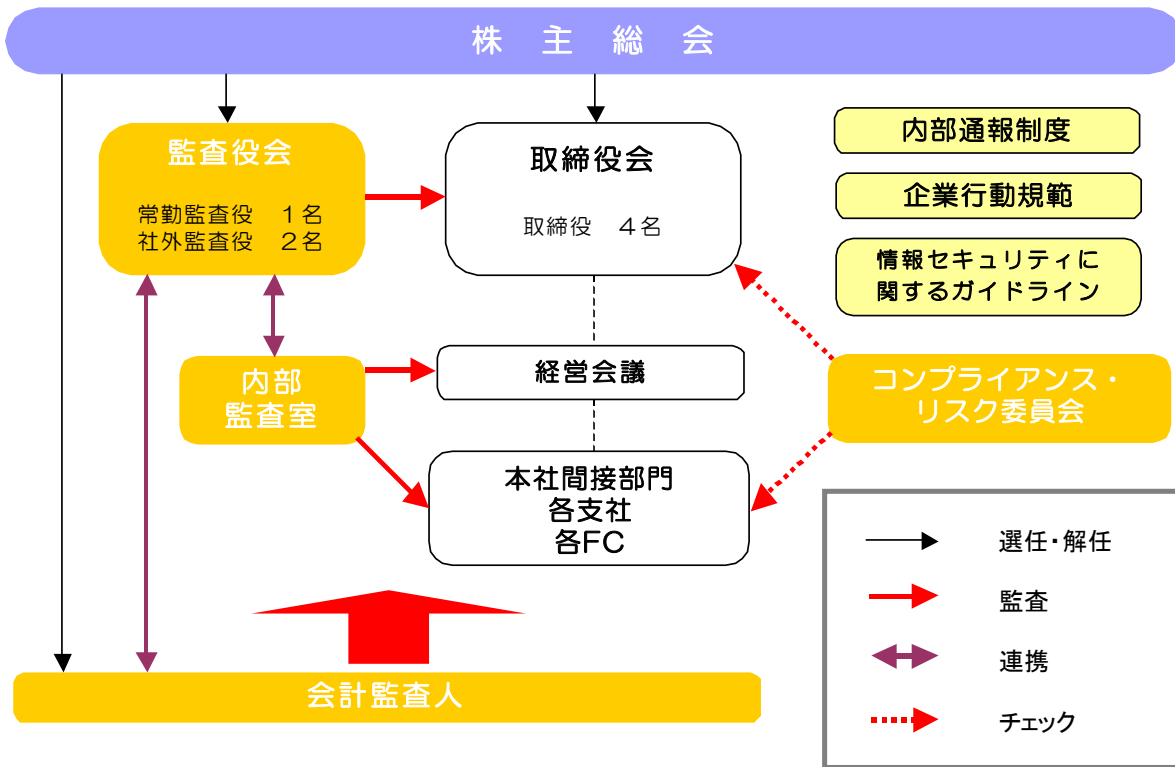 株 主 総 会
監査役会
常勤監査役 1名
社外監査役 2名
取締役会
取締役 4名
内部通報制度
企業行動規範
情報セキュリティに
関するガイドライン
内部
監査室
経営会議
コンプライアンス・
リスク委員会
本社間接部門
各支社
各FC
会計監査人
選任・解任
監査
連携
チェック